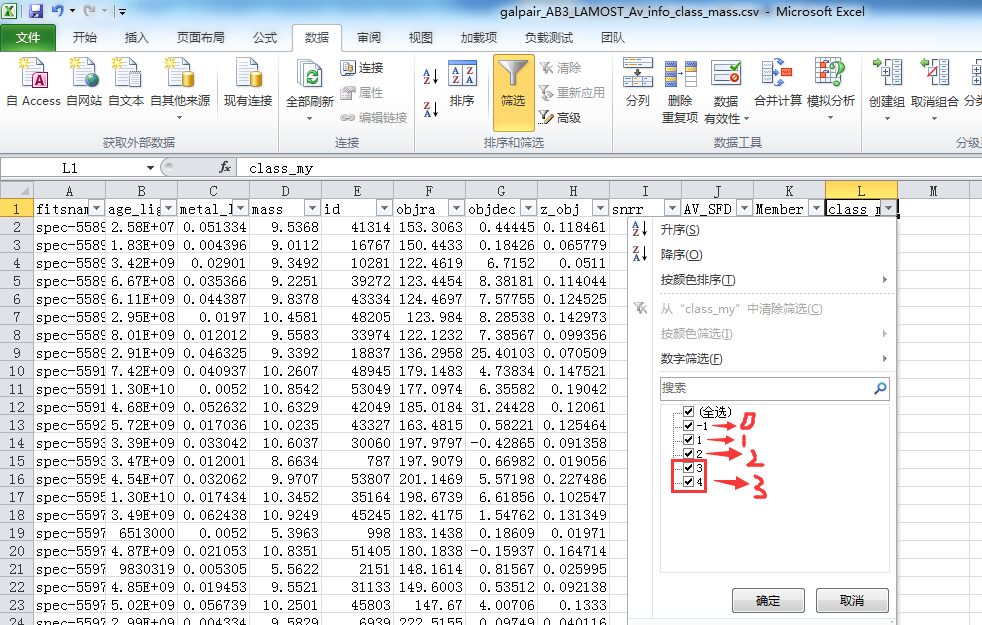 galpair_AB3_LAMOST_Av_info_class_mass.csv - Microsoft Excel
文件 开始 插入 页面布局 公式 数据 审阅 视图 加载项 负载测试 团队
自 Access 自网站 自文本 自其他来源 现有连接 全部刷新 连接 属性 编辑链接 排序 筛选 清除 重新应用 高级 分列 删除重复项 数据有效性 合并计算 模拟分析 创建组 取消组合 分类
获取外部数据 连接 排序和筛选 数据工具 分级
L1 fx class_my
A B C D E F G H I J K L M
1 fitsnam age_lig metal_l mass id objra objdec z_obj snrr AV_SFD Member class_m
2 spec-5589 2.58E+07 0.051334 9.5368 41314 153.3063 0.44445 0.118461
3 spec-5589 1.83E+09 0.004396 9.0112 16767 150.4433 0.18426 0.065779
4 spec-5589 3.42E+09 0.02901 9.3492 10281 122.4619 6.7152 0.0511
5 spec-5589 6.67E+08 0.035366 9.2251 39272 123.4454 8.38181 0.114044
6 spec-5589 6.11E+09 0.044387 9.8378 43334 124.4697 7.57755 0.124525
7 spec-5589 2.95E+08 0.0197 10.4581 48205 123.984 8.28538 0.142973
8 spec-5589 8.01E+09 0.012012 9.5583 33974 122.1232 7.38567 0.099356
9 spec-5589 2.91E+09 0.046325 9.3392 18837 136.2958 25.40103 0.070509
10 spec-5591 7.42E+09 0.040937 10.2607 48945 179.1483 4.73834 0.147521
11 spec-5591 1.30E+10 0.0052 10.8542 53049 177.0974 6.35582 0.19042
12 spec-5591 4.68E+09 0.052632 10.6329 42049 185.0184 31.24428 0.12061
13 spec-5592 5.72E+09 0.017036 10.0235 43327 163.4815 0.58221 0.125464
14 spec-5593 3.39E+09 0.033042 10.6037 30060 197.9797 -0.42865 0.091358
15 spec-5593 3.47E+09 0.012001 8.6634 787 197.9079 0.66982 0.019056
16 spec-5595 4.54E+07 0.032062 9.9707 53807 201.1469 5.57198 0.227486
17 spec-5595 1.30E+10 0.017434 10.3452 35164 198.6739 6.61856 0.102547
18 spec-5597 3.49E+09 0.062438 10.9249 45245 182.4175 1.54762 0.131349
19 spec-5597 6513000 0.0052 5.3963 998 183.1438 0.18609 0.01971
20 spec-5597 4.87E+09 0.021053 10.8351 51405 180.1838 -0.15937 0.164714
21 spec-5597 9830319 0.005305 5.5622 2151 148.1614 0.81567 0.025995
22 spec-5597 4.85E+09 0.019453 9.5521 31133 149.6003 0.53512 0.092138
23 spec-5597 5.02E+09 0.056739 10.2501 45803 147.67 4.00706 0.1333
24 spec-5597 2.99E+09 0.004334 9.5829 6939 222.5155 0.09749 0.040116
升序(S)
降序(O)
按颜色排序(T)
从“class_my”中清除筛选(C)
按颜色筛选(I)
数字筛选(F)
搜索
(全选)
-1 0
1 1
2 2
3
4 3
确定 取消